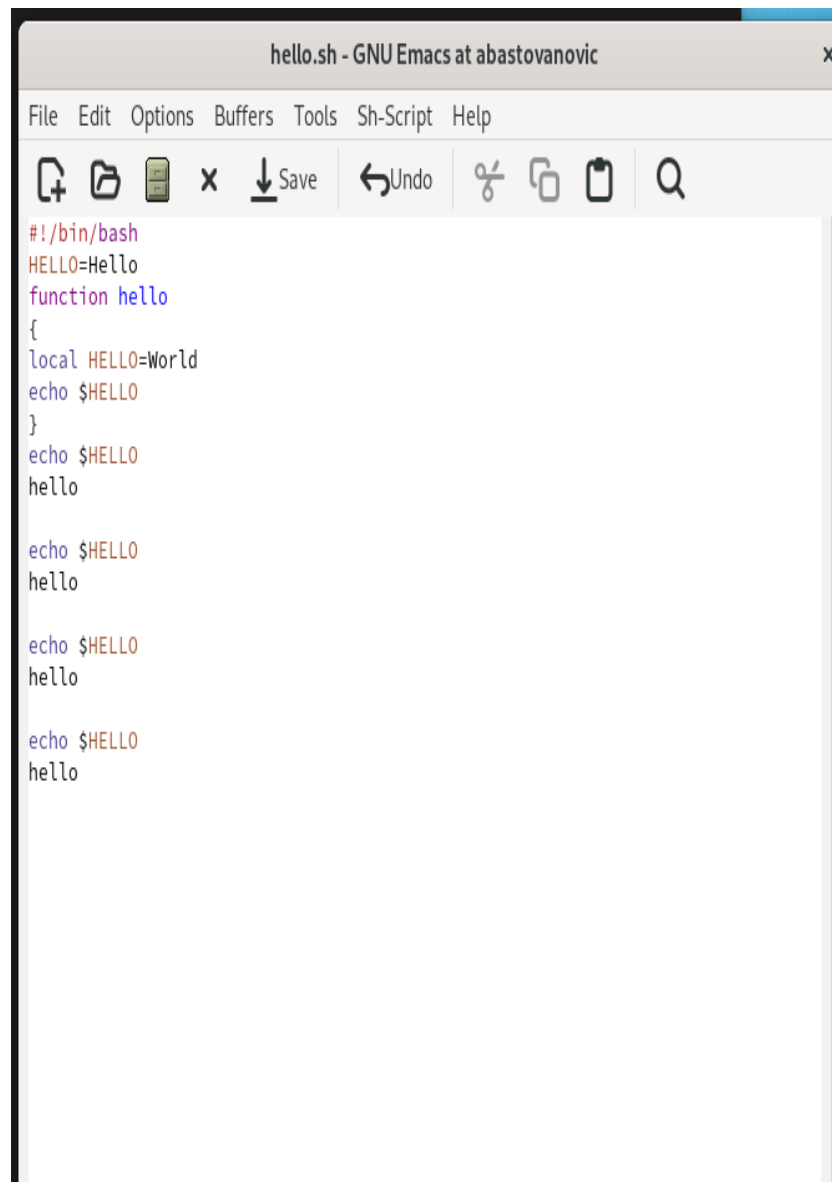 hello.sh - GNU Emacs at abastovanovic
File Edit Options Buffers Tools Sh-Script Help
Save Undo
#!/bin/bash
HELLO=Hello
function hello
{
local HELLO=World
echo $HELLO
}
echo $HELLO
hello
echo $HELLO
hello
echo $HELLO
hello
echo $HELLO
hello